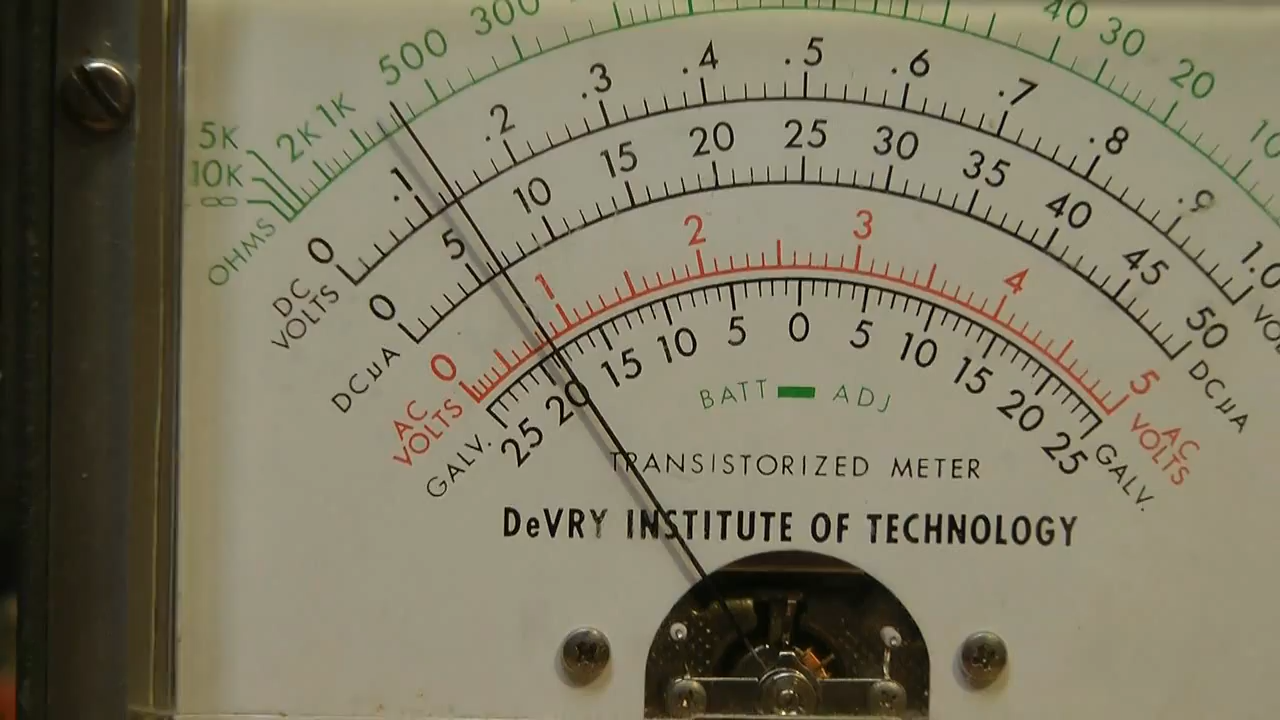 5K 10K ∞ 2K 1K 500 300 40 30 20 10
OHMS
0 .1 .2 .3 .4 .5 .6 .7 .8 .9 1.0
DC VOLTS
0 5 10 15 20 25 30 35 40 45 50
DCμA DCμA
0 1 2 3 4 5
AC VOLTS AC VOLTS
25 20 15 10 5 0 5 10 15 20 25
GALV. GALV.
BATT ADJ
TRANSISTORIZED METER
DeVRY INSTITUTE OF TECHNOLOGY